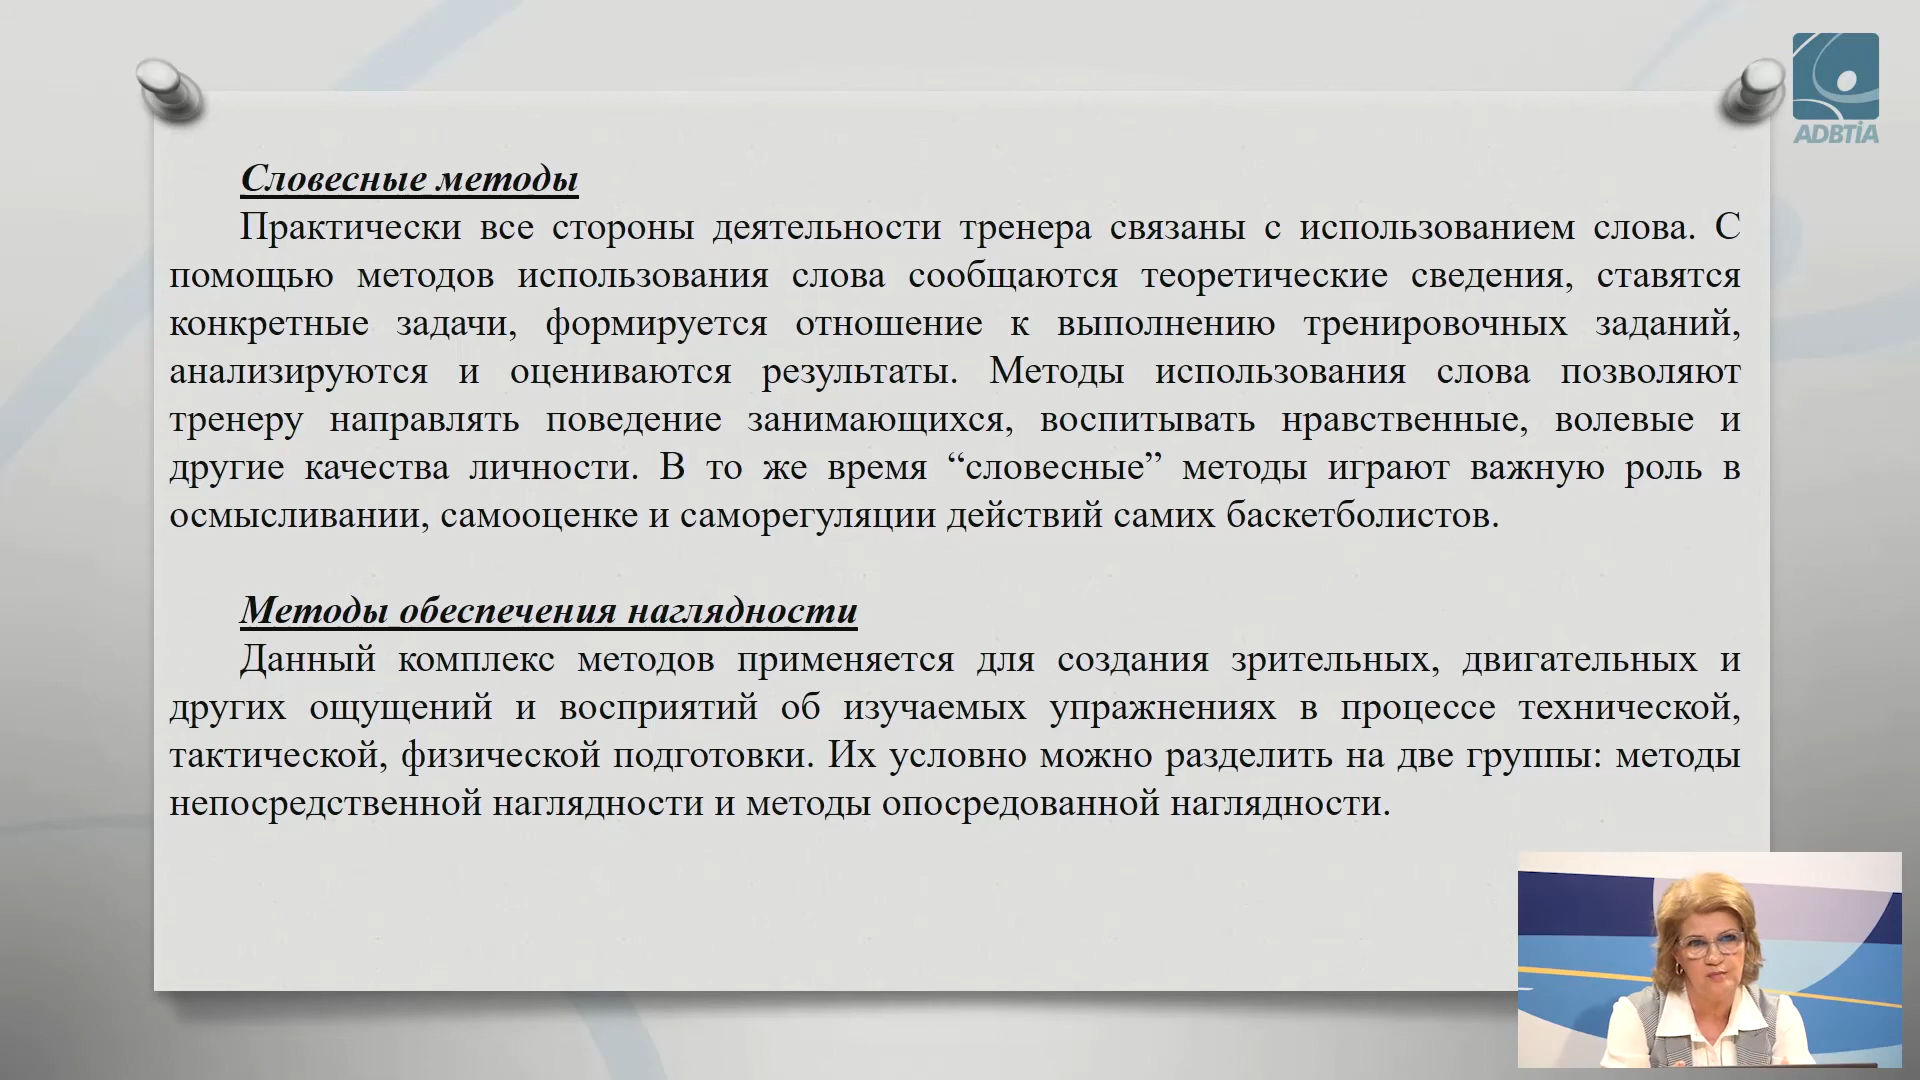 ADBTİA
Словесные методы
Практически все стороны деятельности тренера связаны с использованием слова. С
помощью методов использования слова сообщаются теоретические сведения, ставятся
конкретные задачи, формируется отношение к выполнению тренировочных заданий,
анализируются и оцениваются результаты. Методы использования слова позволяют
тренеру направлять поведение занимающихся, воспитывать нравственные, волевые и
другие качества личности. В то же время “словесные” методы играют важную роль в
осмысливании, самооценке и саморегуляции действий самих баскетболистов.
Методы обеспечения наглядности
Данный комплекс методов применяется для создания зрительных, двигательных и
других ощущений и восприятий об изучаемых упражнениях в процессе технической,
тактической, физической подготовки. Их условно можно разделить на две группы: методы
непосредственной наглядности и методы опосредованной наглядности.